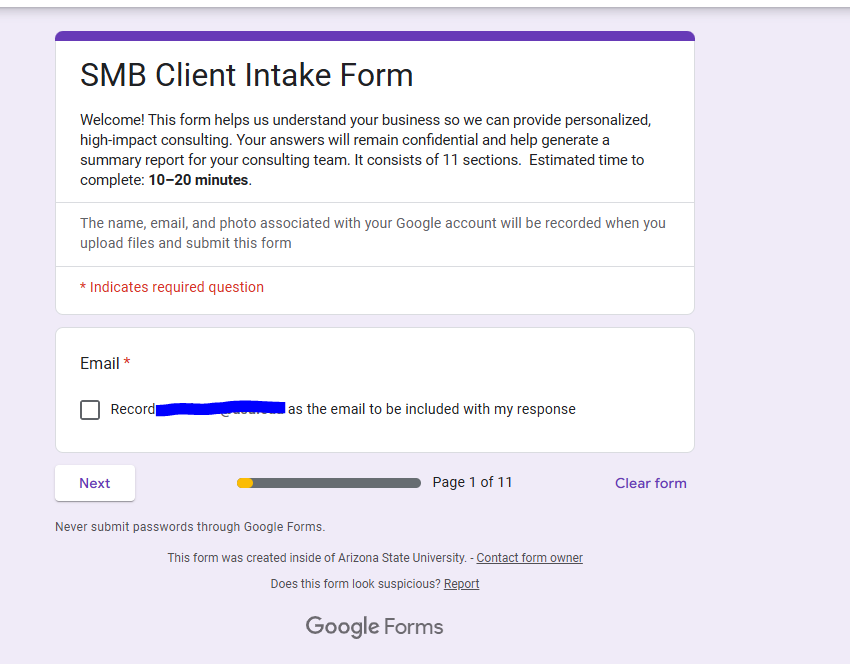 SMB Client Intake Form
Welcome! This form helps us understand your business so we can provide personalized,
high-impact consulting. Your answers will remain confidential and help generate a
summary report for your consulting team. It consists of 11 sections.  Estimated time to
complete: 10–20 minutes.
The name, email, and photo associated with your Google account will be recorded when you
upload files and submit this form
* Indicates required question
Email *
Record as the email to be included with my response
Next
Page 1 of 11
Clear form
Never submit passwords through Google Forms.
This form was created inside of Arizona State University. - Contact form owner
Does this form look suspicious? Report
Google Forms